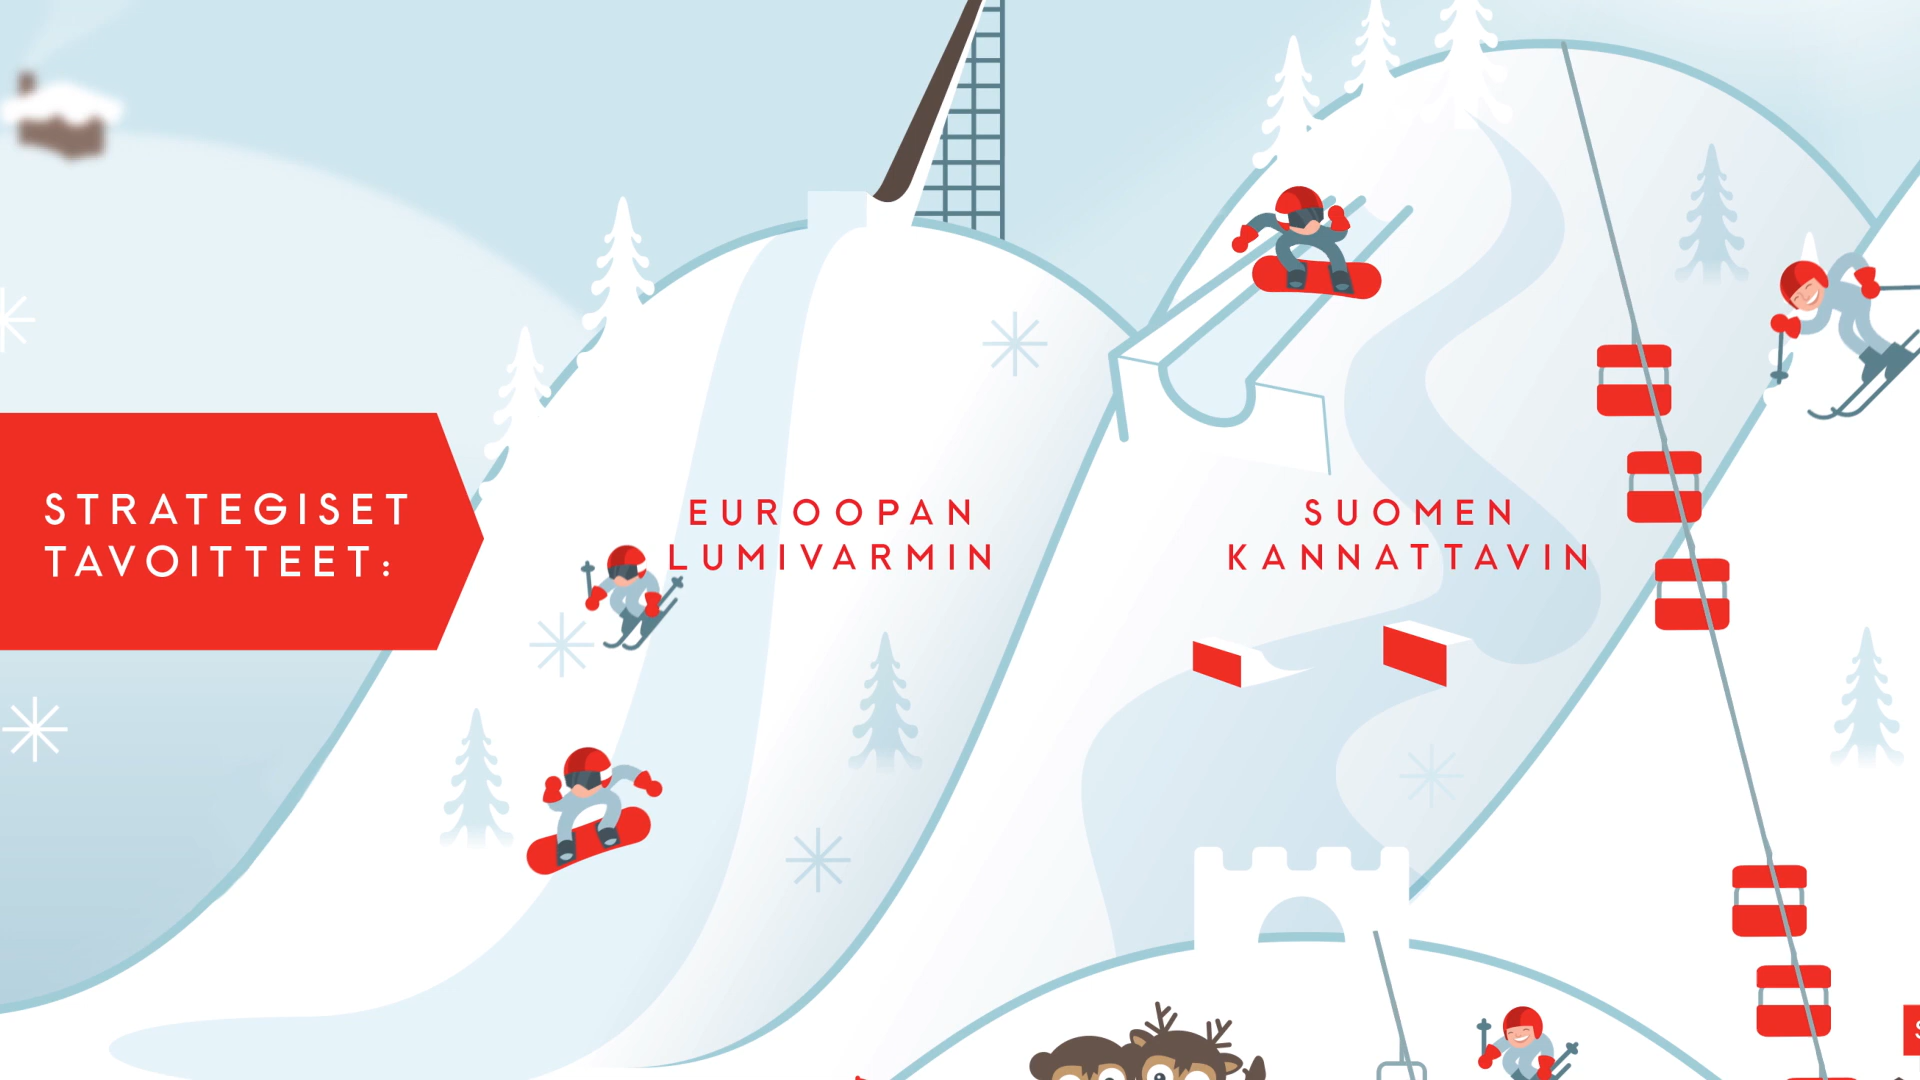 STRATEGISET
TAVOITTEET:
EUROOPAN
LUMIVARMIN
SUOMEN
KANNATTAVIN